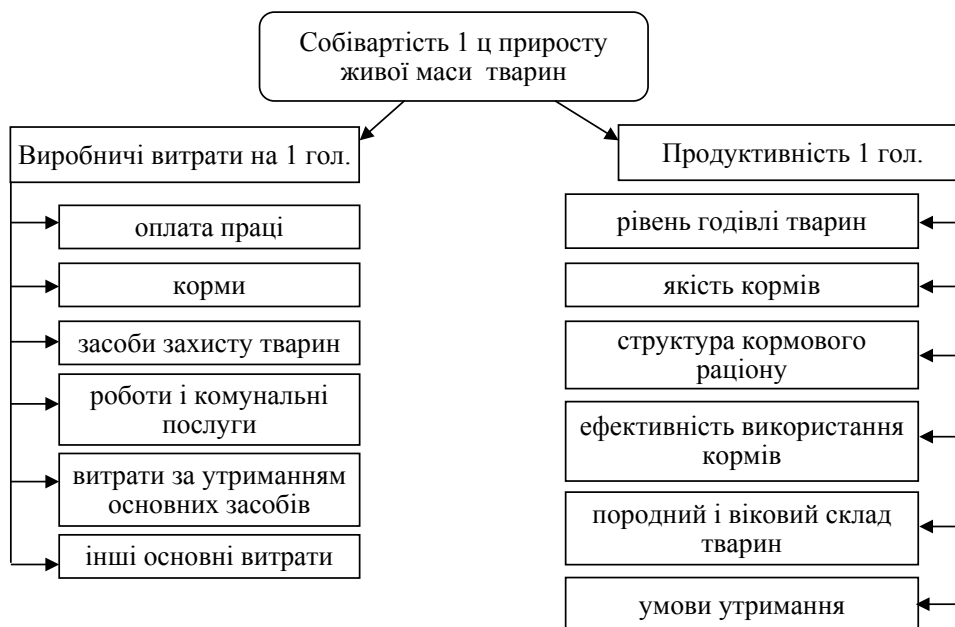 Собівартість 1 ц приросту
живої маси тварин
Виробничі витрати на 1 гол.
оплата праці
корми
засоби захисту тварин
роботи і комунальні
послуги
витрати за утриманням
основних засобів
інші основні витрати
Продуктивність 1 гол.
рівень годівлі тварин
якість кормів
структура кормового
раціону
ефективність використання
кормів
породний і віковий склад
тварин
умови утримання